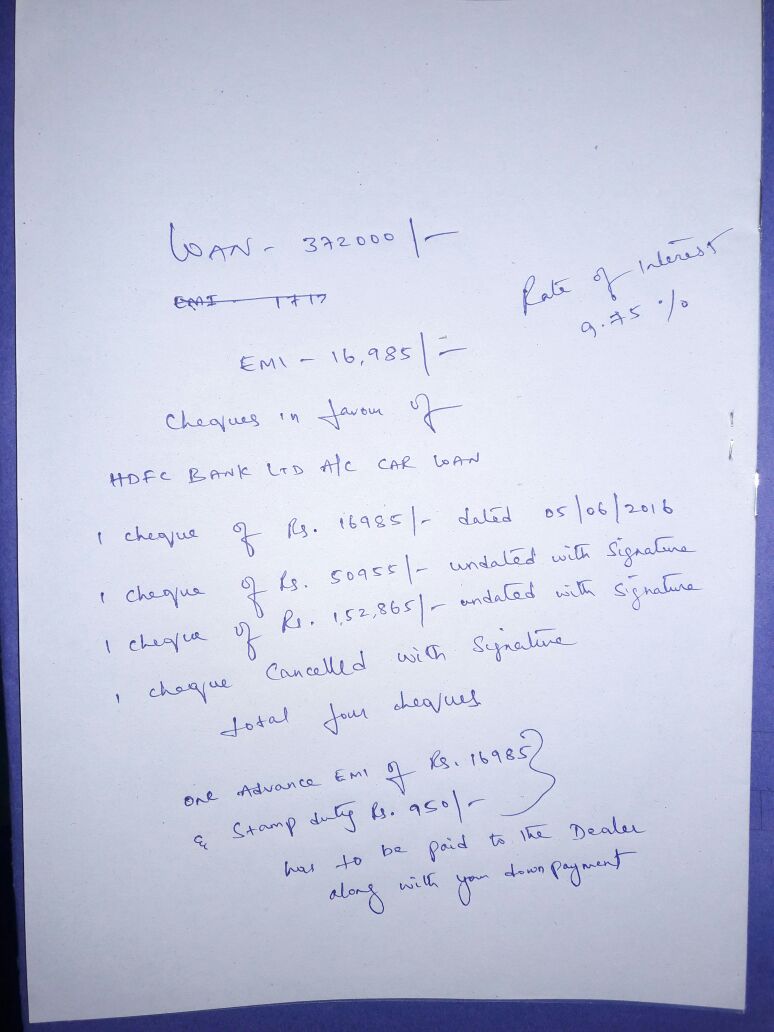 LOAN - 372000/-
EMI - 1717
Rate of Interest
9.75 %
EMI - 16,985/=
Cheques in favour of
HDFC BANK LTD A/C CAR LOAN
1 cheque of Rs. 16985/- dated 05/06/2016
1 cheque of Rs. 50955/- undated with Signature
1 cheque of Rs. 1,52,865/- undated with Signature
1 cheque Cancelled with Signature
total four cheques
one Advance EMI of Rs. 16985
& Stamp duty Rs. 950/-
has to be paid to the Dealer
along with your down payment